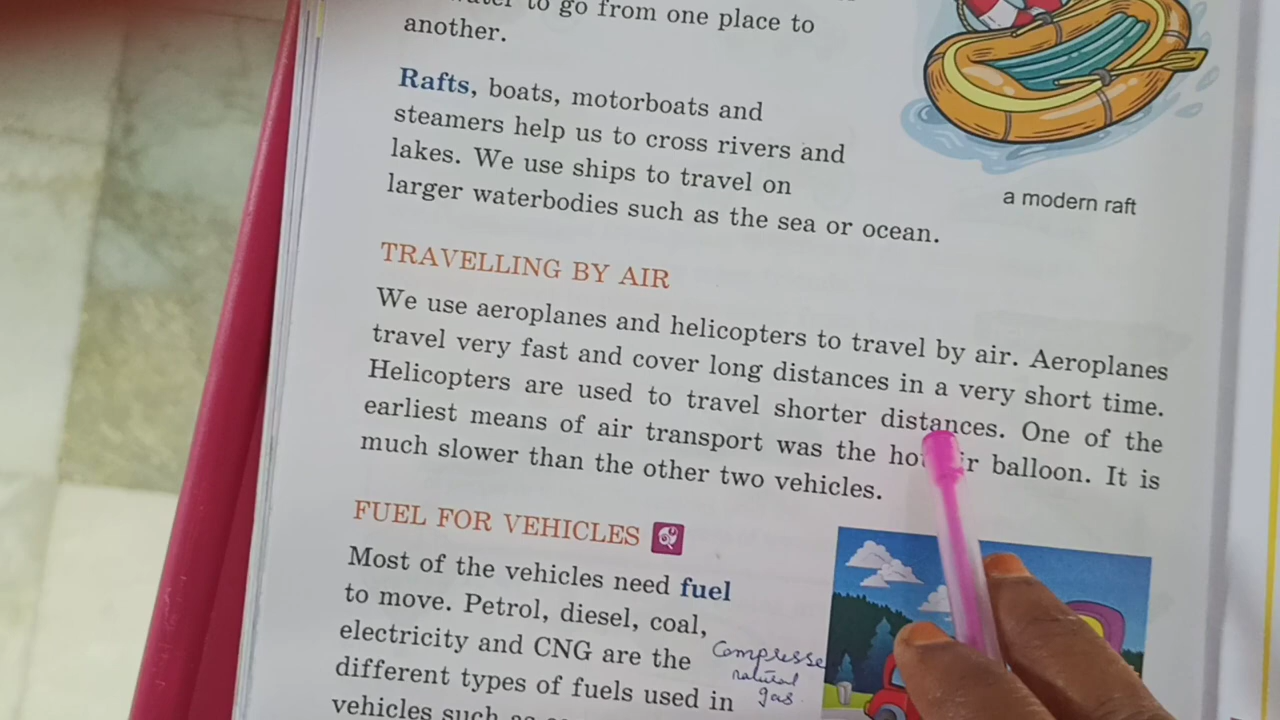 to go from one place to
another.
Rafts, boats, motorboats and
steamers help us to cross rivers and
lakes. We use ships to travel on
larger waterbodies such as the sea or ocean.
a modern raft
TRAVELLING BY AIR
We use aeroplanes and helicopters to travel by air. Aeroplanes
travel very fast and cover long distances in a very short time.
Helicopters are used to travel shorter distances. One of the
earliest means of air transport was the hot air balloon. It is
much slower than the other two vehicles.
FUEL FOR VEHICLES
Most of the vehicles need fuel
to move. Petrol, diesel, coal,
electricity and CNG are the
different types of fuels used in
vehicles such as
Compresse
natural
gas.